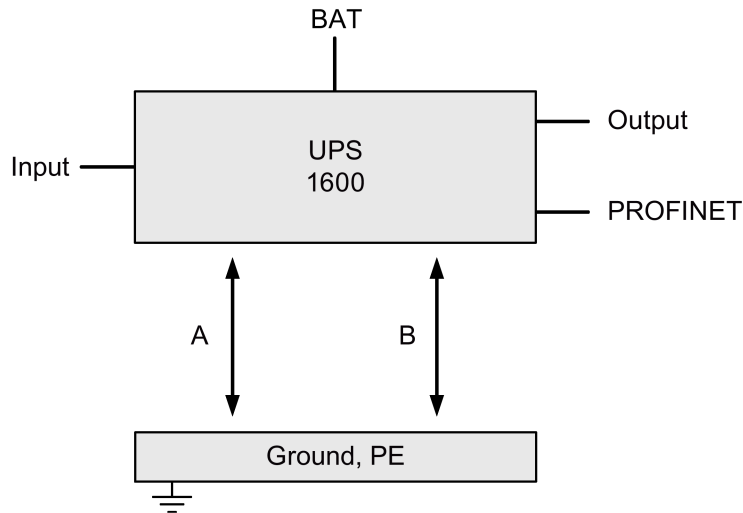 BAT
Output
UPS
1600
Input
PROFINET
A
B
Ground, PE